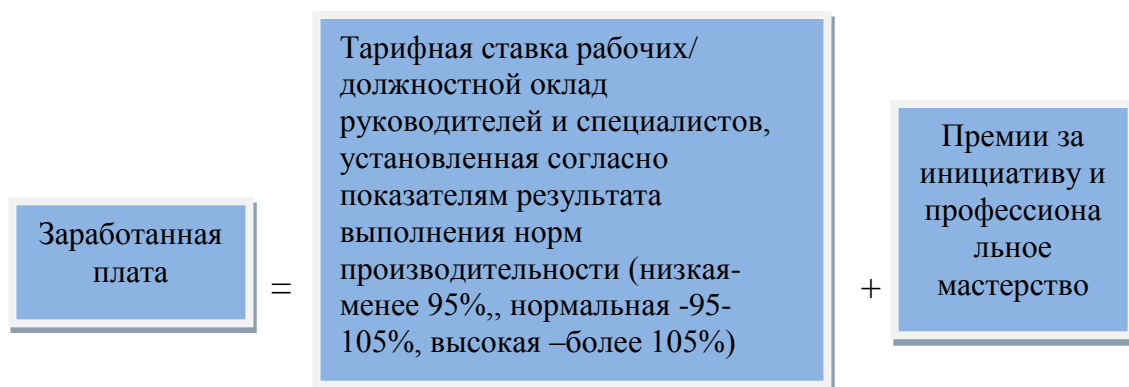 Заработанная
плата
=
Тарифная ставка рабочих/
должностной оклад
руководителей и специалистов,
установленная согласно
показателям результата
выполнения норм
производительности (низкая-
менее 95%,, нормальная -95-
105%, высокая –более 105%)
+
Премии за
инициативу и
профессиона
льное
мастерство